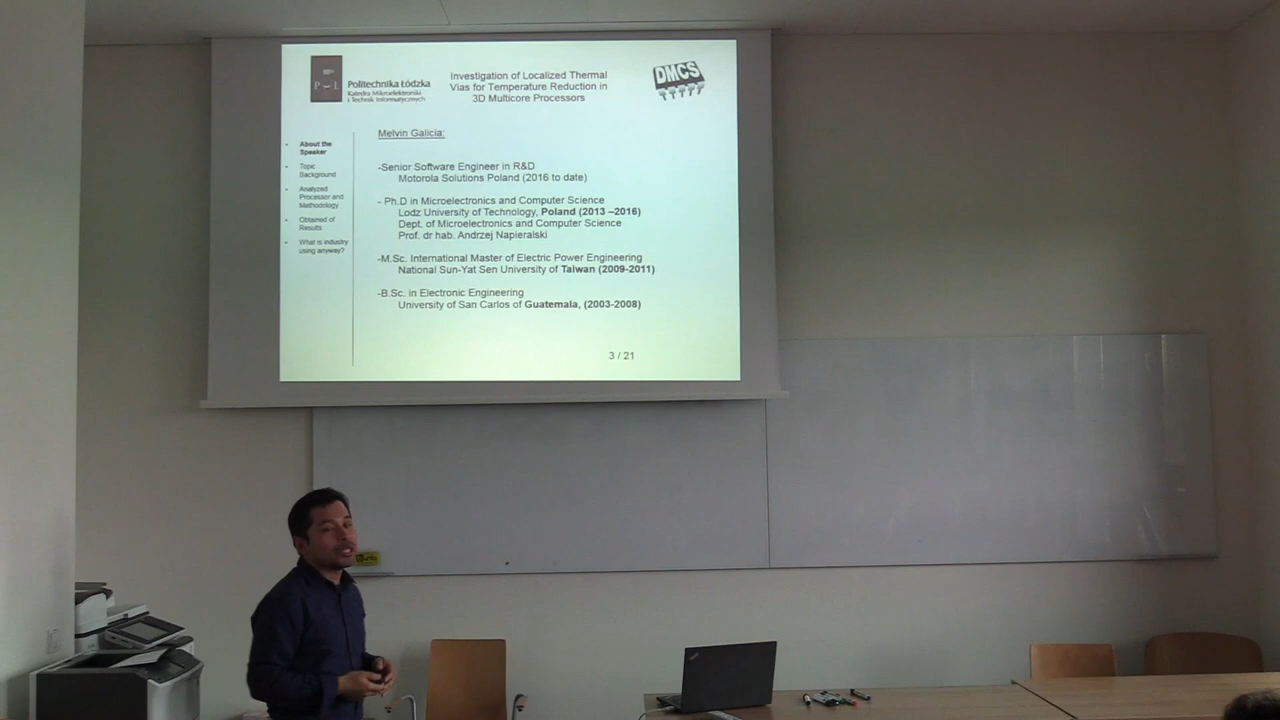 P Ł
Politechnika Łódzka
Katedra Mikroelektroniki
i Technik Informatycznych
Investigation of Localized Thermal
Vias for Temperature Reduction in
3D Multicore Processors
DMCS
- About the
Speaker
- Topic
Background
- Analyzed
Processor and
Methodology
- Obtained of
Results
- What is industry
using anyway?
Melvin Galicia:
-Senior Software Engineer in R&D
Motorola Solutions Poland (2016 to date)
- Ph.D in Microelectronics and Computer Science
Lodz University of Technology, Poland (2013 –2016)
Dept. of Microelectronics and Computer Science
Prof. dr hab. Andrzej Napieralski
-M.Sc. International Master of Electric Power Engineering
National Sun-Yat Sen University of Taiwan (2009-2011)
-B.Sc. in Electronic Engineering
University of San Carlos of Guatemala, (2003-2008)
3 / 21